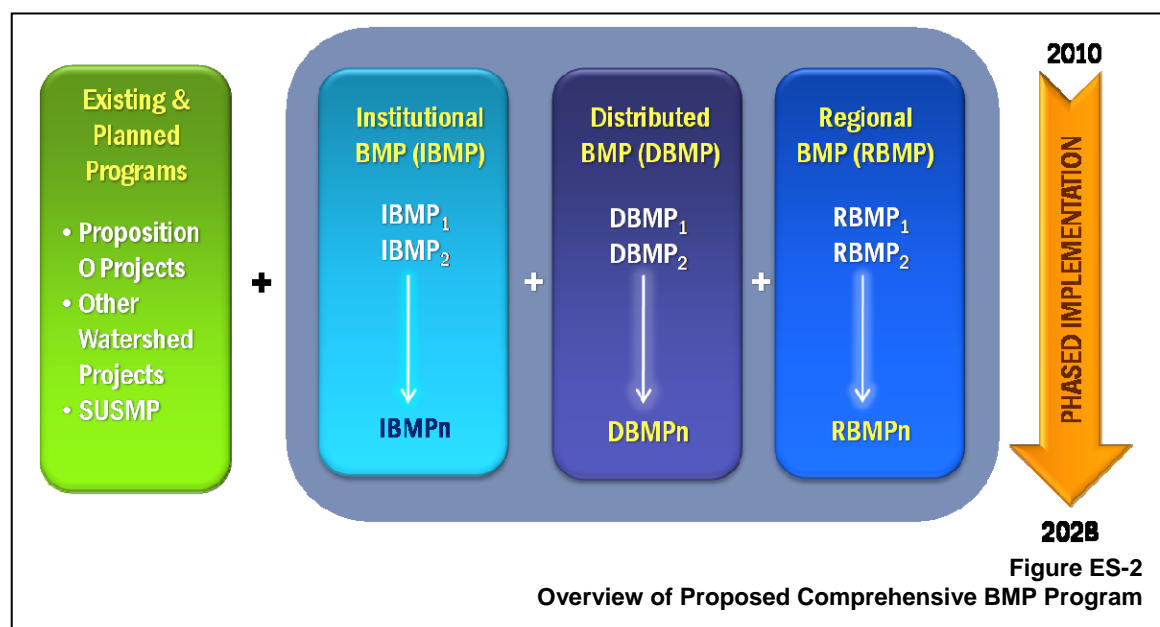 Existing &
Planned
Programs
• Proposition
O Projects
• Other
Watershed
Projects
• SUSMP
+
Institutional
BMP (IBMP)
IBMP₁
IBMP₂
IBMPn
+
Distributed
BMP (DBMP)
DBMP₁
DBMP₂
DBMPn
+
Regional
BMP (RBMP)
RBMP₁
RBMP₂
RBMPn
2010
PHASED IMPLEMENTATION
2028
Figure ES-2
Overview of Proposed Comprehensive BMP Program